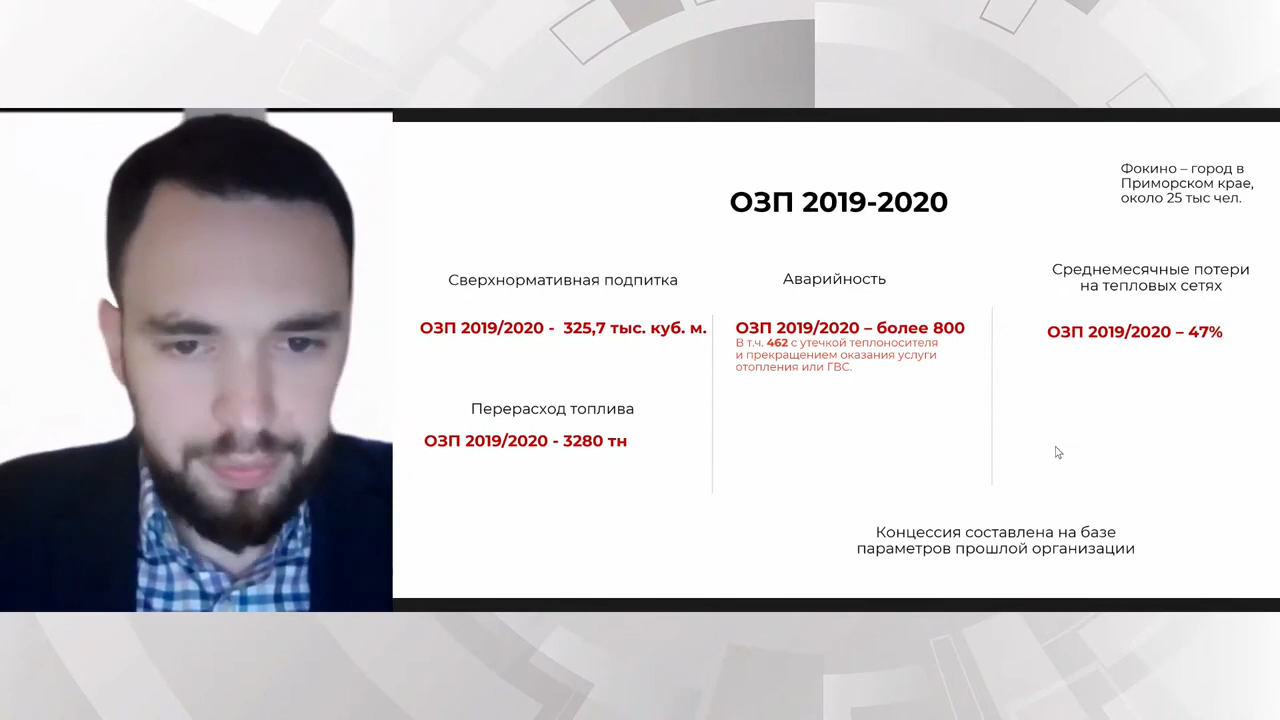 Фокино – город в
Приморском крае,
около 25 тыс чел.
ОЗП 2019-2020
Сверхнормативная подпитка
ОЗП 2019/2020 - 325,7 тыс. куб. м.
Перерасход топлива
ОЗП 2019/2020 - 3280 тн
Аварийность
ОЗП 2019/2020 – более 800
В т.ч. 462 с утечкой теплоносителя
и прекращением оказания услуги
отопления или ГВС.
Среднемесячные потери
на тепловых сетях
ОЗП 2019/2020 – 47%
Концессия составлена на базе
параметров прошлой организации